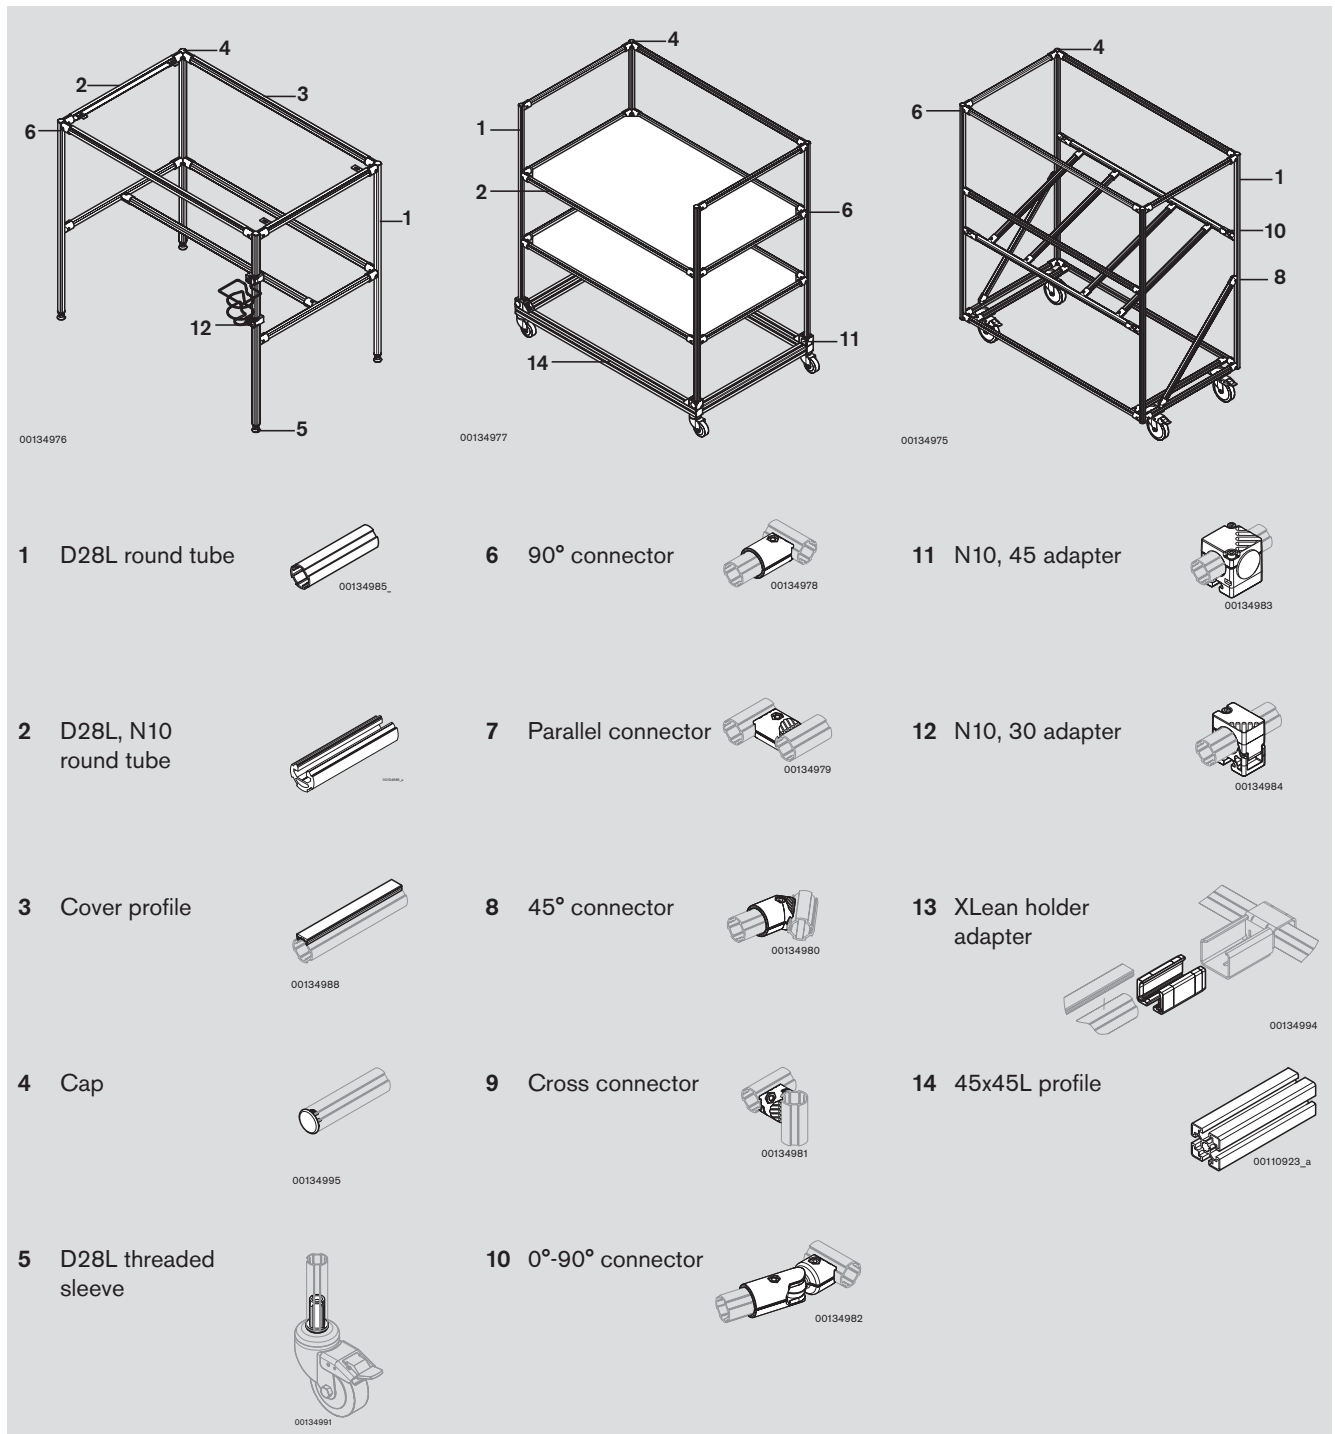 4
2
3
6
1
12
5
00134976
4
1
2
6
11
14
00134977
4
6
1
10
8
00134975
1 D28L round tube
00134985_
6 90° connector
00134978
11 N10, 45 adapter
00134983
2 D28L, N10
round tube
7 Parallel connector
00134979
12 N10, 30 adapter
00134984
3 Cover profile
00134988
8 45° connector
00134980
13 XLean holder
adapter
00134994
4 Cap
00134995
9 Cross connector
00134981
14 45x45L profile
00110923_a
5 D28L threaded
sleeve
00134991
10 0°-90° connector
00134982